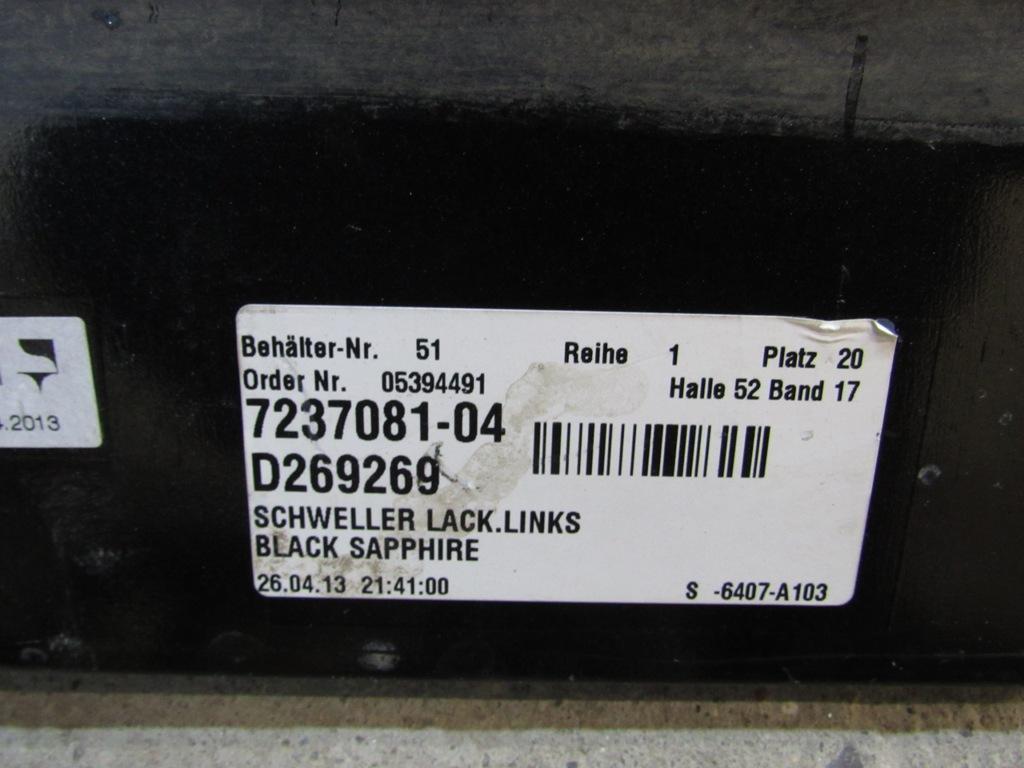 Behälter-Nr. 51 Reihe 1 Platz 20
Order Nr. 05394491 Halle 52 Band 17
7237081-04
D269269
SCHWELLER LACK.LINKS
BLACK SAPPHIRE
26.04.13 21:41:00 S -6407-A103
.2013